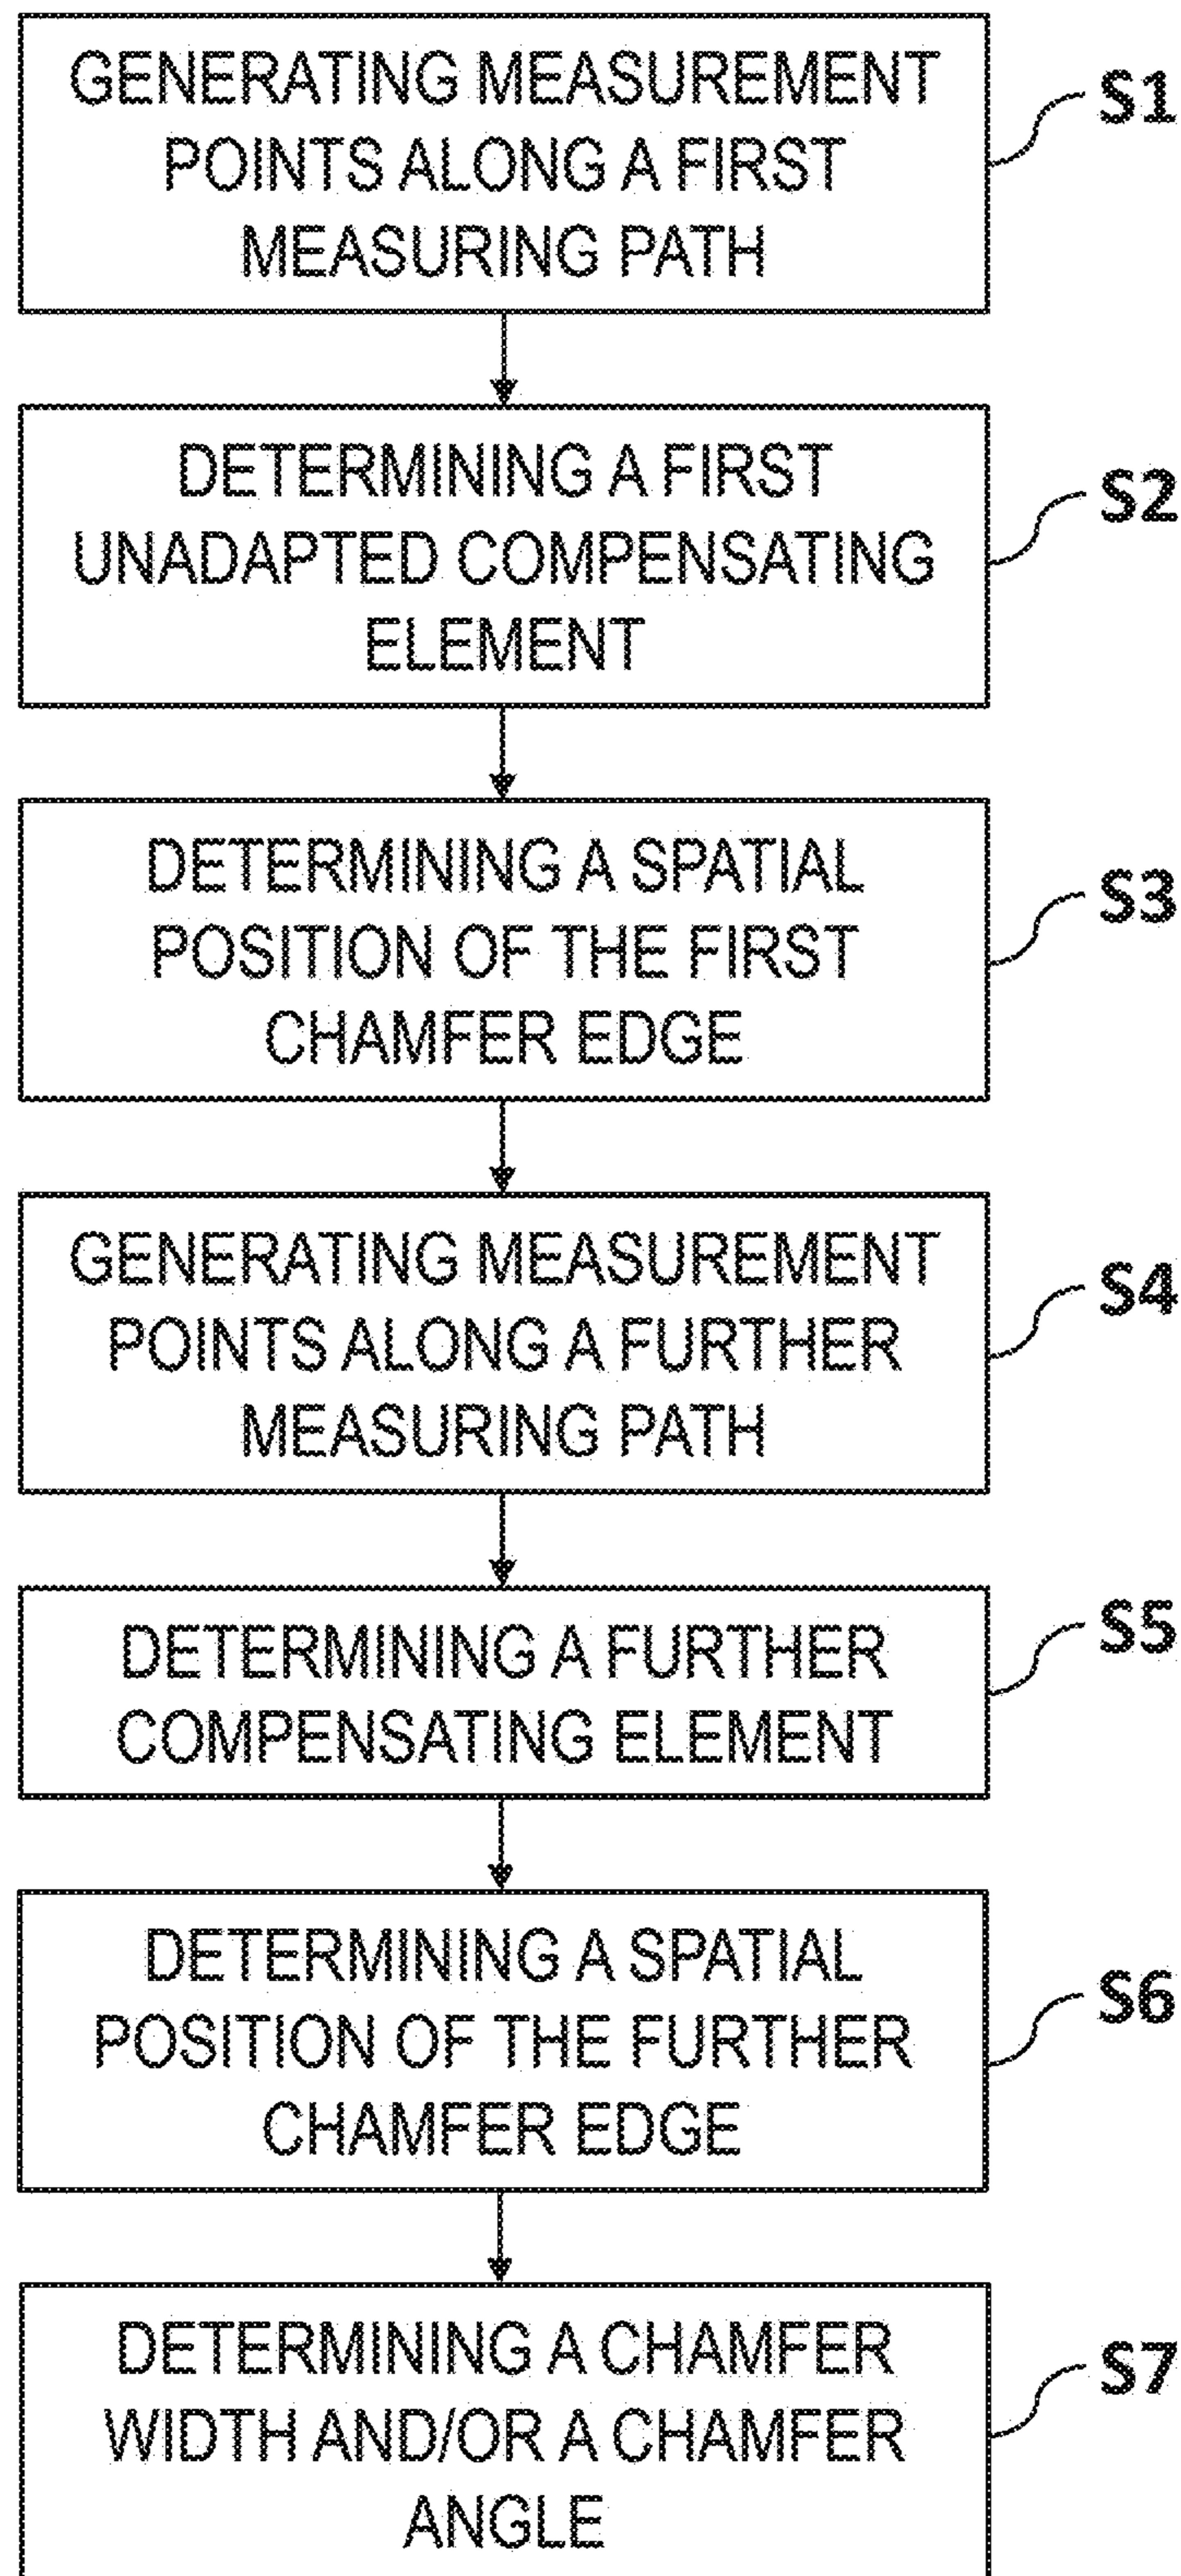 GENERATING MEASUREMENT
POINTS ALONG A FIRST
MEASURING PATH
S1
DETERMINING A FIRST
UNADAPTED COMPENSATING
ELEMENT
S2
DETERMINING A SPATIAL
POSITION OF THE FIRST
CHAMFER EDGE
S3
GENERATING MEASUREMENT
POINTS ALONG A FURTHER
MEASURING PATH
S4
DETERMINING A FURTHER
COMPENSATING ELEMENT
S5
DETERMINING A SPATIAL
POSITION OF THE FURTHER
CHAMFER EDGE
S6
DETERMINING A CHAMFER
WIDTH AND/OR A CHAMFER
ANGLE
S7